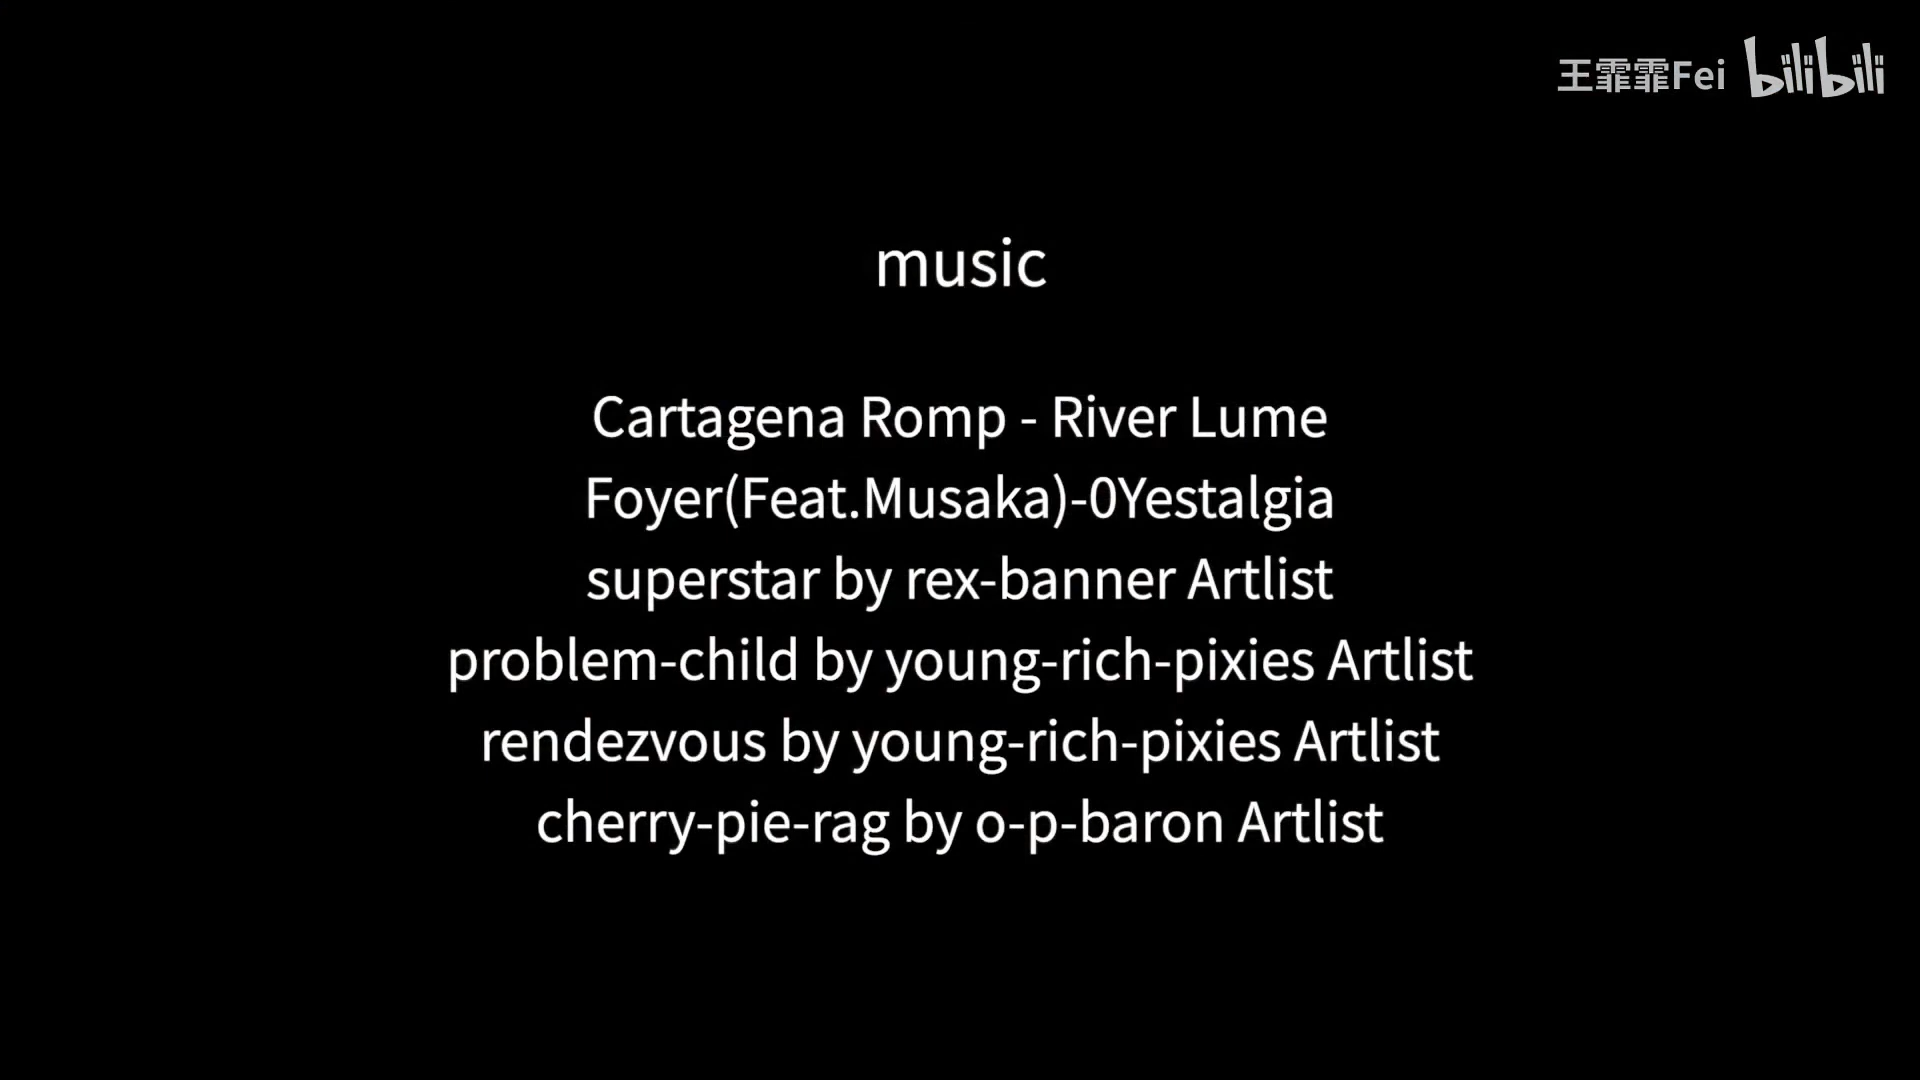 王霏霏Fei bilibili
music
Cartagena Romp - River Lume
Foyer(Feat.Musaka)-0Yestalgia
superstar by rex-banner Artlist
problem-child by young-rich-pixies Artlist
rendezvous by young-rich-pixies Artlist
cherry-pie-rag by o-p-baron Artlist